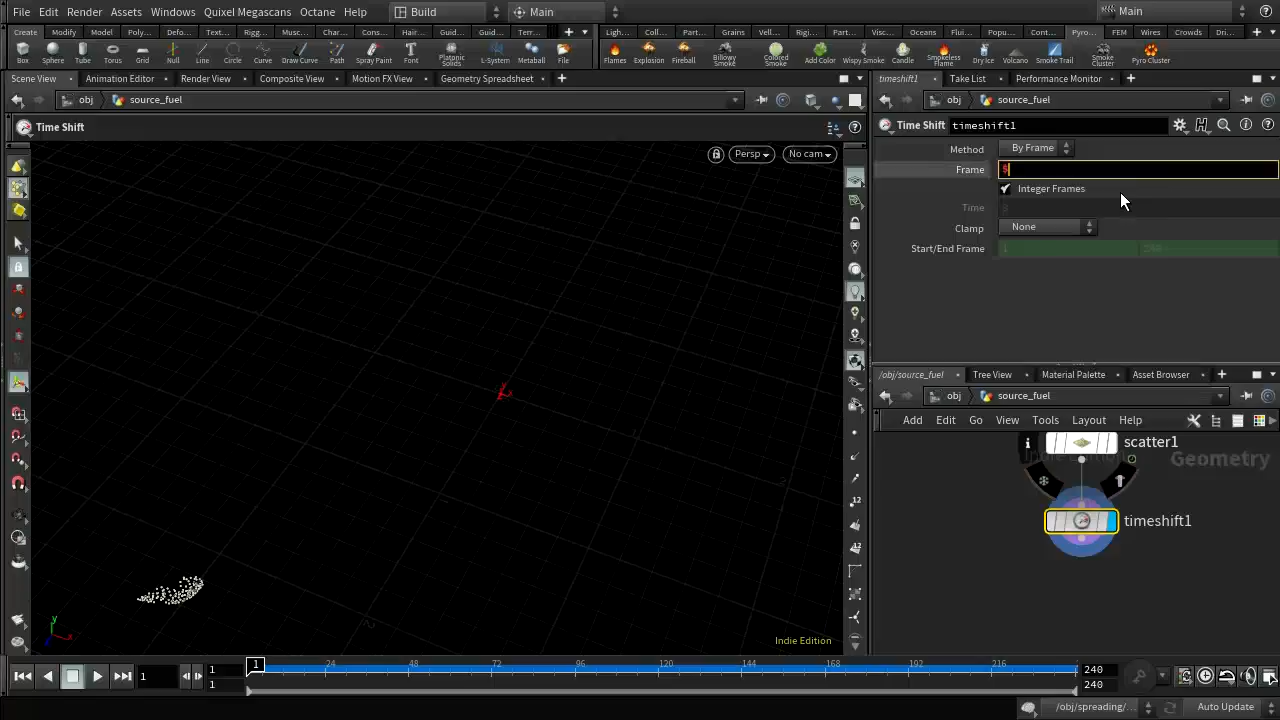 File Edit Render Assets Windows Quixel Megascans Octane Help Build Main Main
Create Modify Model Poly... Defo... Text... Rigg... Musc... Char... Cons... Hair... Guid... Guid... Terr... Ligh... Coll... Part... Grains Vell... Rigi... Part... Visc... Oceans Flui... Popu... Cont... Pyro... FEM Wires Crowds Dri...
Box Sphere Tube Torus Grid Null Line Circle Curve Draw Curve Path Spray Paint Font Platonic Solids L-System Metaball File Flames Explosion Fireball Billowy Smoke Colored Smoke Add Color Wispy Smoke Candle Smokeless Flame Dry Ice Volcano Smoke Trail Smoke Cluster Pyro Cluster
Scene View Animation Editor Render View Composite View Motion FX View Geometry Spreadsheet timeshift1 Take List Performance Monitor
obj source_fuel obj source_fuel
Time Shift Time Shift timeshift1
Persp No cam
Method By Frame
Frame $
Integer Frames
Time
Clamp None
Start/End Frame 1 240
/obj/source_fuel Tree View Material Palette Asset Browser
obj source_fuel
Add Edit Go View Tools Layout Help
scatter1
Geometry
timeshift1
y
Indie Edition
1 1 1 24 48 72 96 120 144 168 192 216 240
1 240
/obj/spreading/... Auto Update